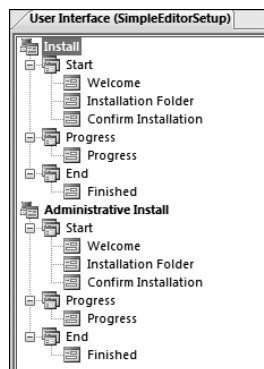 User Interface (SimpleEditorSetup)
Install
Start
Welcome
Installation Folder
Confirm Installation
Progress
Progress
End
Finished
Administrative Install
Start
Welcome
Installation Folder
Confirm Installation
Progress
Progress
End
Finished